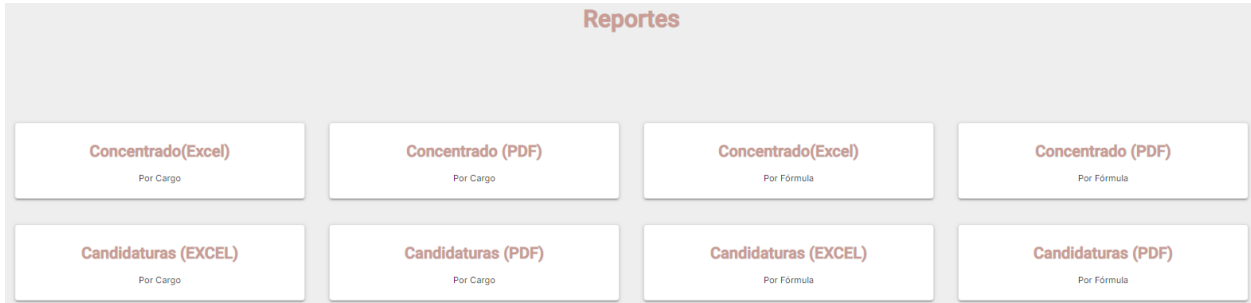 Reportes
Concentrado(Excel)
Por Cargo
Concentrado (PDF)
Por Cargo
Concentrado(Excel)
Por Fórmula
Concentrado (PDF)
Por Fórmula
Candidaturas (EXCEL)
Por Cargo
Candidaturas (PDF)
Por Cargo
Candidaturas (EXCEL)
Por Fórmula
Candidaturas (PDF)
Por Fórmula